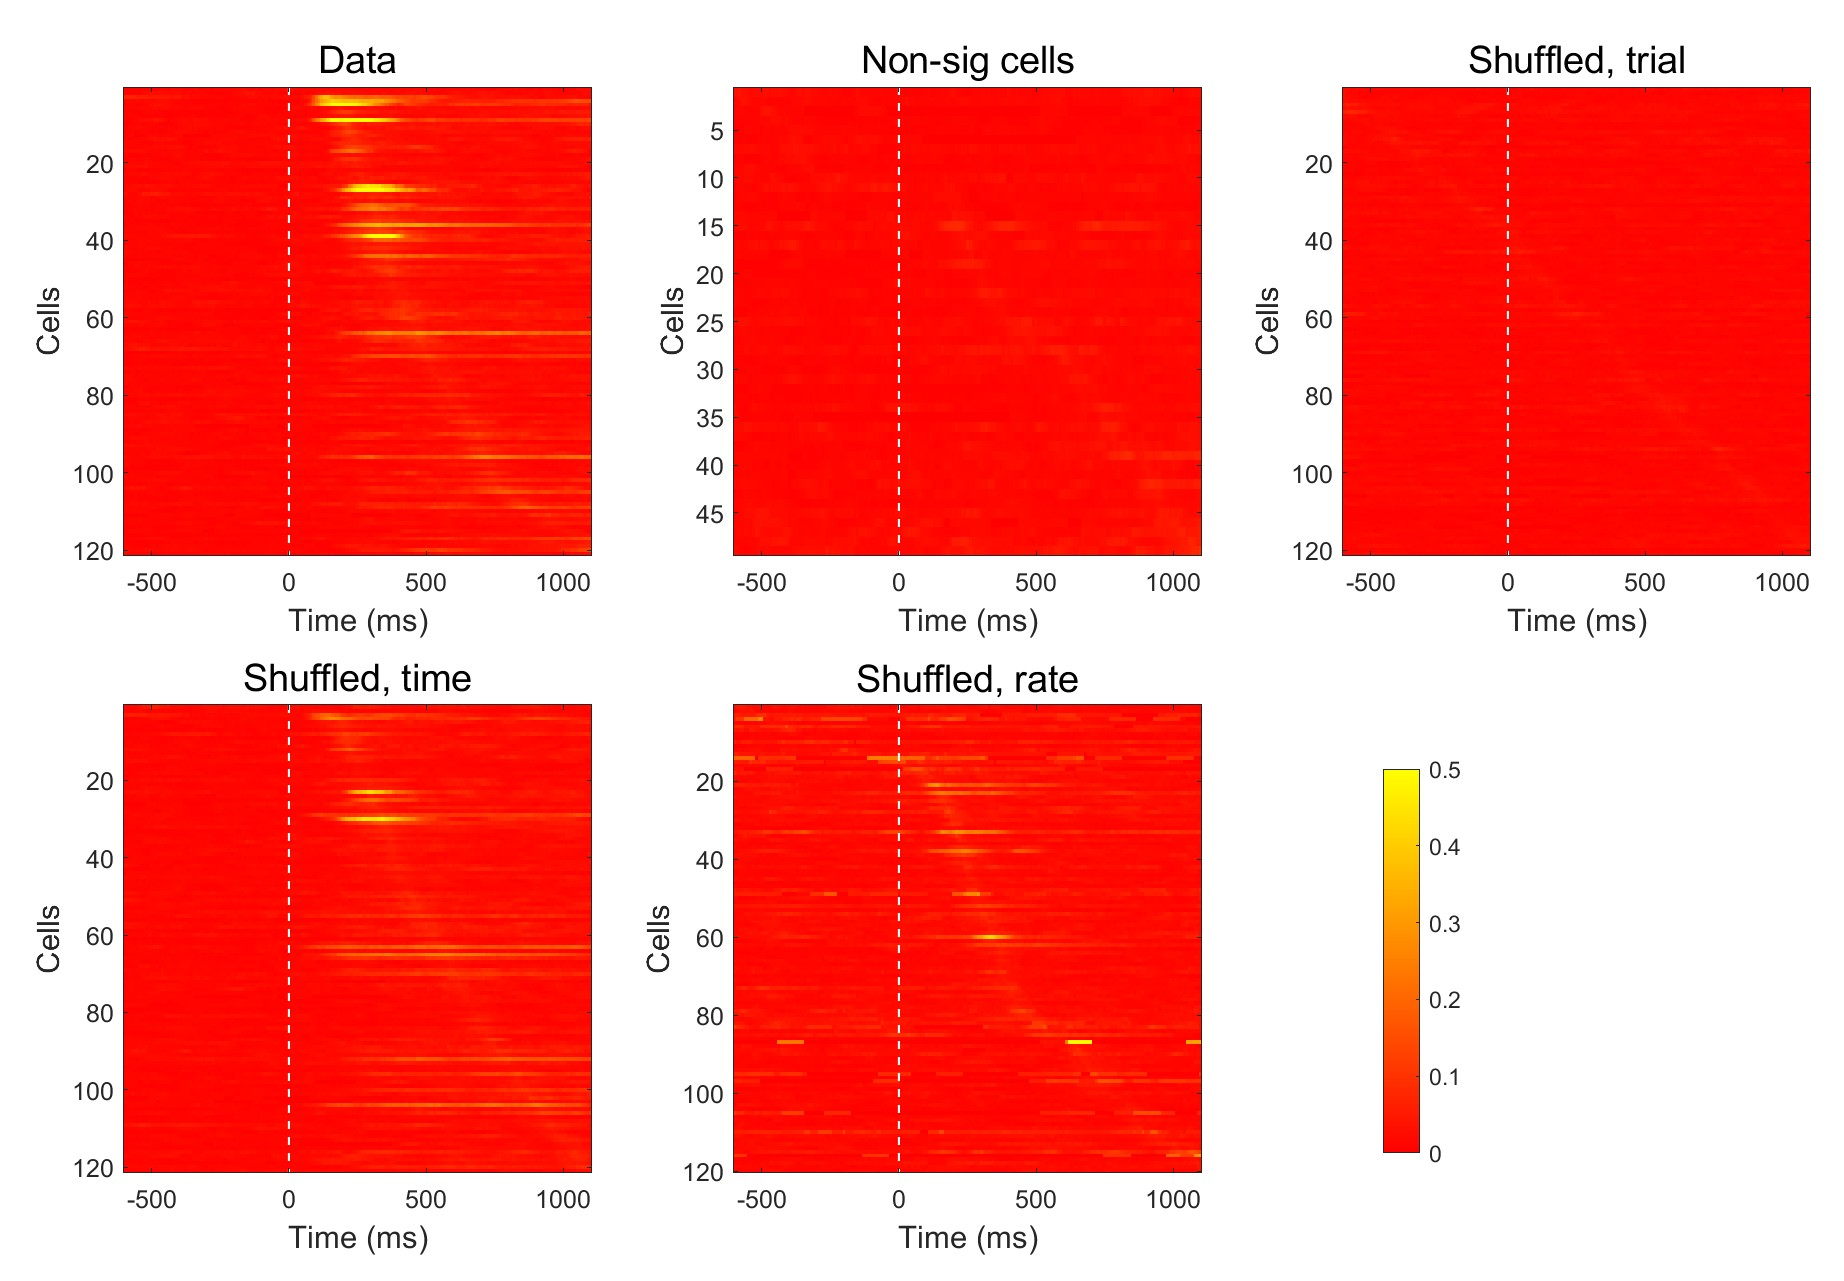 Data
20
40
60
80
100
120
Cells
-500 0 500 1000
Time (ms)
Non-sig cells
5
10
15
20
25
30
35
40
45
Cells
-500 0 500 1000
Time (ms)
Shuffled, trial
20
40
60
80
100
120
Cells
-500 0 500 1000
Time (ms)
Shuffled, time
20
40
60
80
100
120
Cells
-500 0 500 1000
Time (ms)
Shuffled, rate
20
40
60
80
100
120
Cells
-500 0 500 1000
Time (ms)
0.5
0.4
0.3
0.2
0.1
0